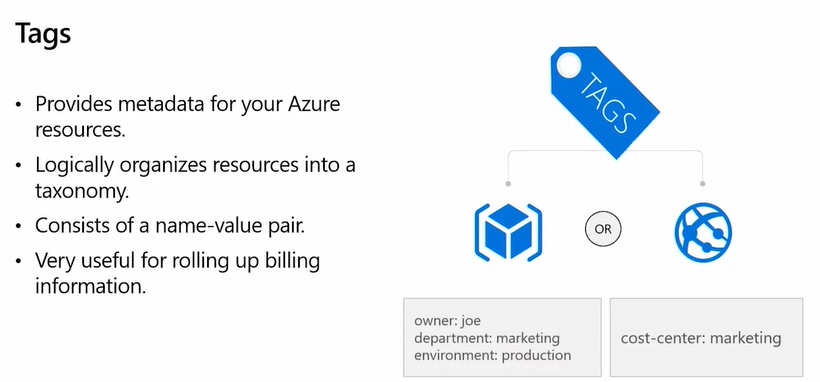 Tags
• Provides metadata for your Azure
resources.
• Logically organizes resources into a
taxonomy.
• Consists of a name-value pair.
• Very useful for rolling up billing
information.
TAGS
OR
owner: joe
department: marketing
environment: production
cost-center: marketing